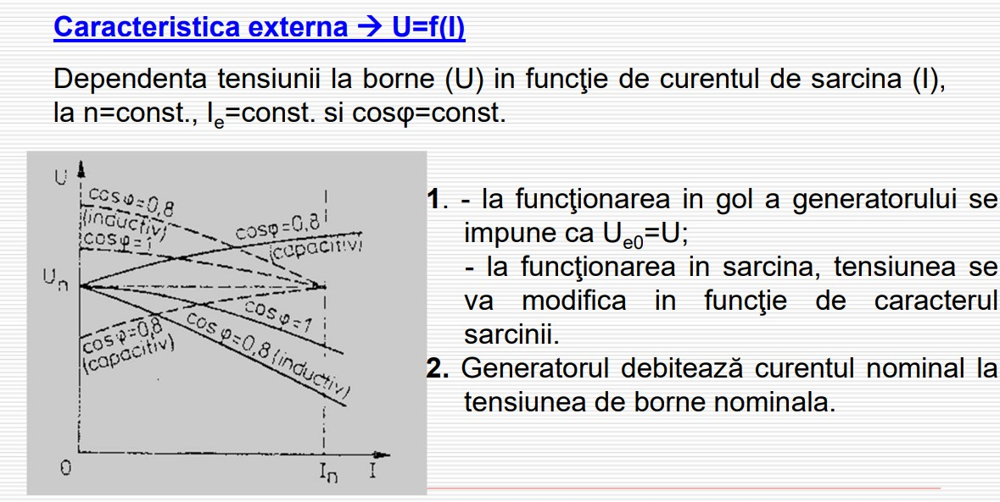 Caracteristica externa → U=f(I)
Dependenta tensiunii la borne (U) in funcţie de curentul de sarcina (I),
la n=const., Ie=const. si cosφ=const.
U
cosφ=0,8
(inductiv)
cosφ=1
cosφ=0,8
(capacitiv)
Un
cosφ=1
cosφ=0,8 (inductiv)
cosφ=0,8
(capacitiv)
0
In
I
1. - la funcţionarea in gol a generatorului se
impune ca Ue0=U;
- la funcţionarea in sarcina, tensiunea se
va modifica in funcţie de caracterul
sarcinii.
2. Generatorul debitează curentul nominal la
tensiunea de borne nominala.